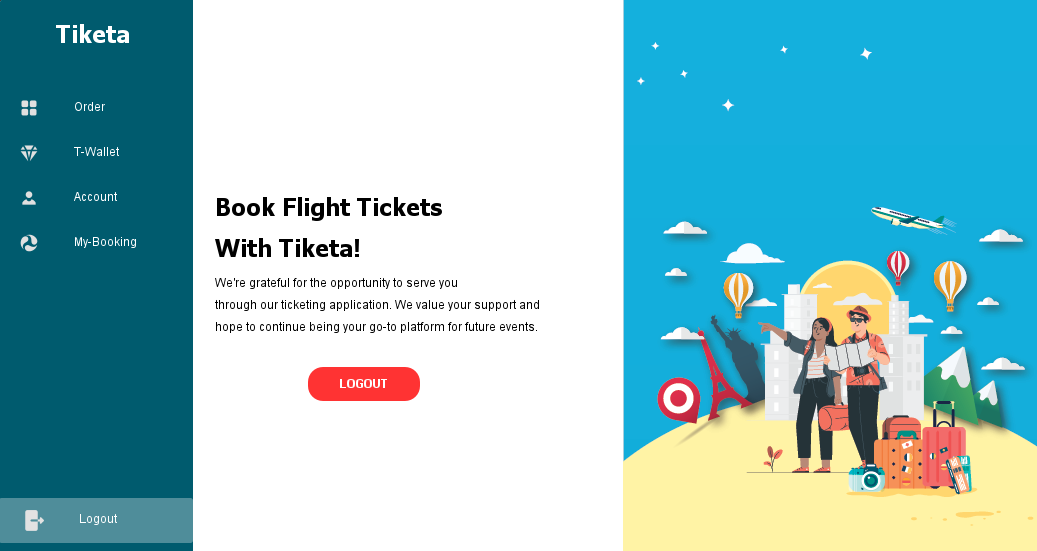 Tiketa
Order
T-Wallet
Account
My-Booking
Logout
Book Flight Tickets
With Tiketa!
We're grateful for the opportunity to serve you
through our ticketing application. We value your support and
hope to continue being your go-to platform for future events.
LOGOUT